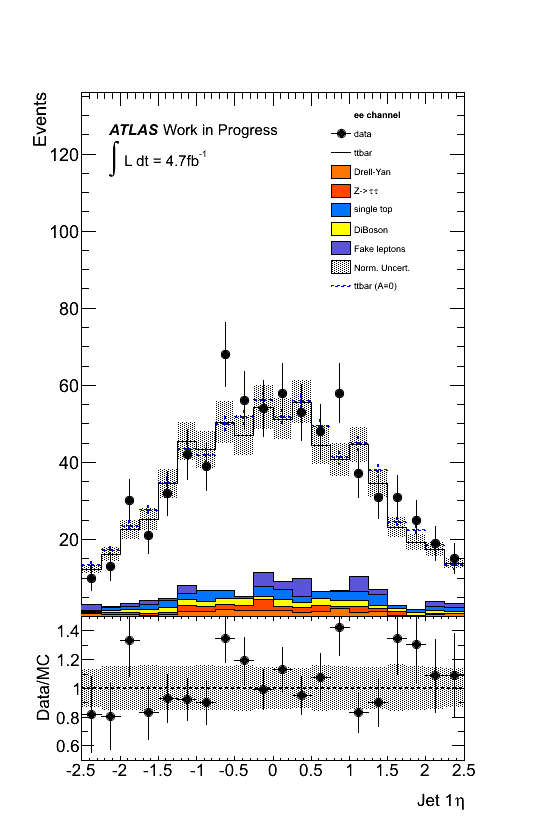 Events
ATLAS Work in Progress
∫ L dt = 4.7fb⁻¹
ee channel
data
ttbar
Drell-Yan
Z->ττ
single top
DiBoson
Fake leptons
Norm. Uncert.
ttbar (A=0)
120
100
80
60
40
20
Data/MC
1.4
1.2
1
0.8
0.6
-2.5 -2 -1.5 -1 -0.5 0 0.5 1 1.5 2 2.5
Jet 1η